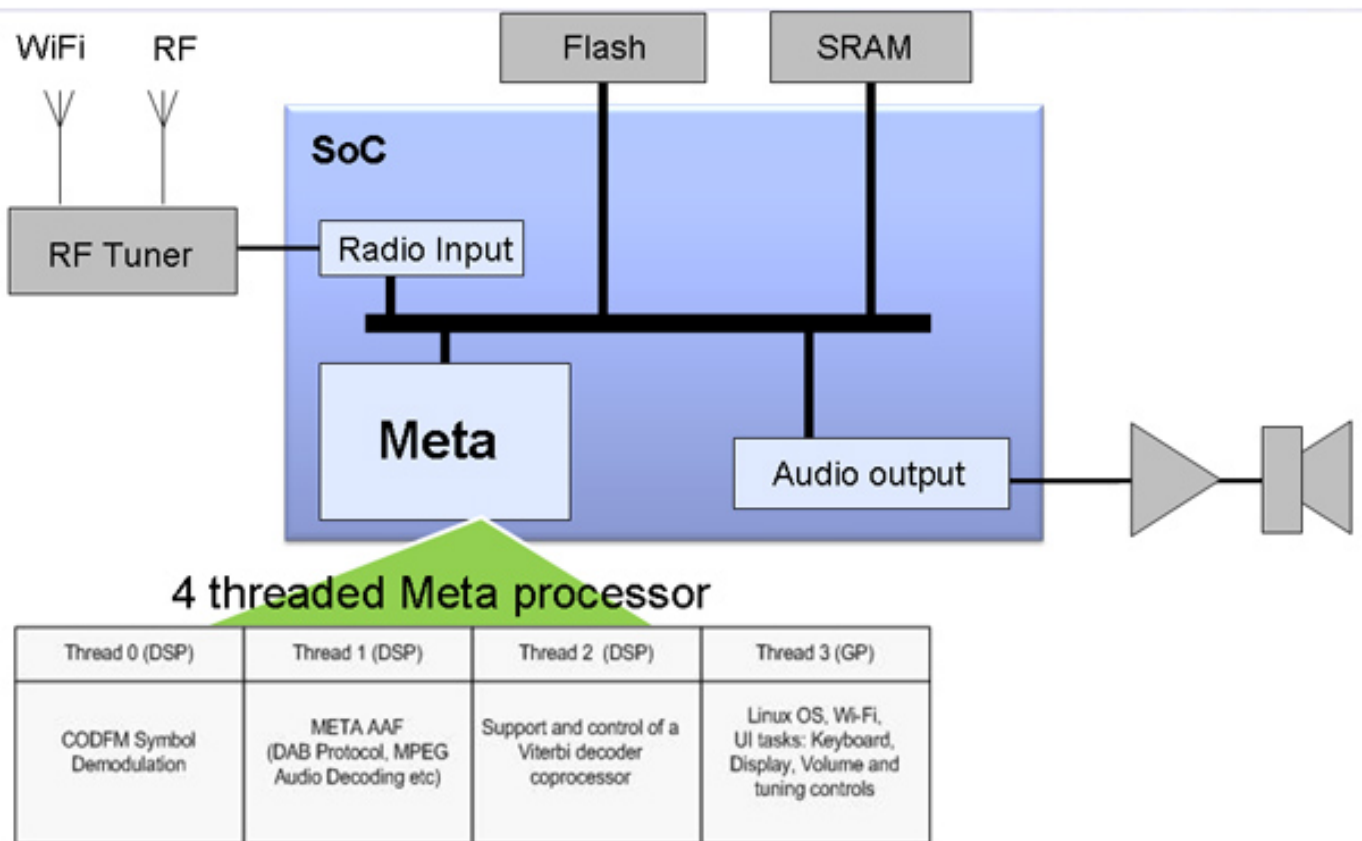 WiFi
RF
Flash
SRAM
SoC
RF Tuner
Radio Input
Meta
Audio output
4 threaded Meta processor
Thread 0 (DSP)
Thread 1 (DSP)
Thread 2 (DSP)
Thread 3 (GP)
CODFM Symbol
Demodulation
META AAF
(DAB Protocol, MPEG
Audio Decoding etc)
Support and control of a
Viterbi decoder
coprocessor
Linux OS, Wi-Fi,
UI tasks: Keyboard,
Display, Volume and
tuning controls